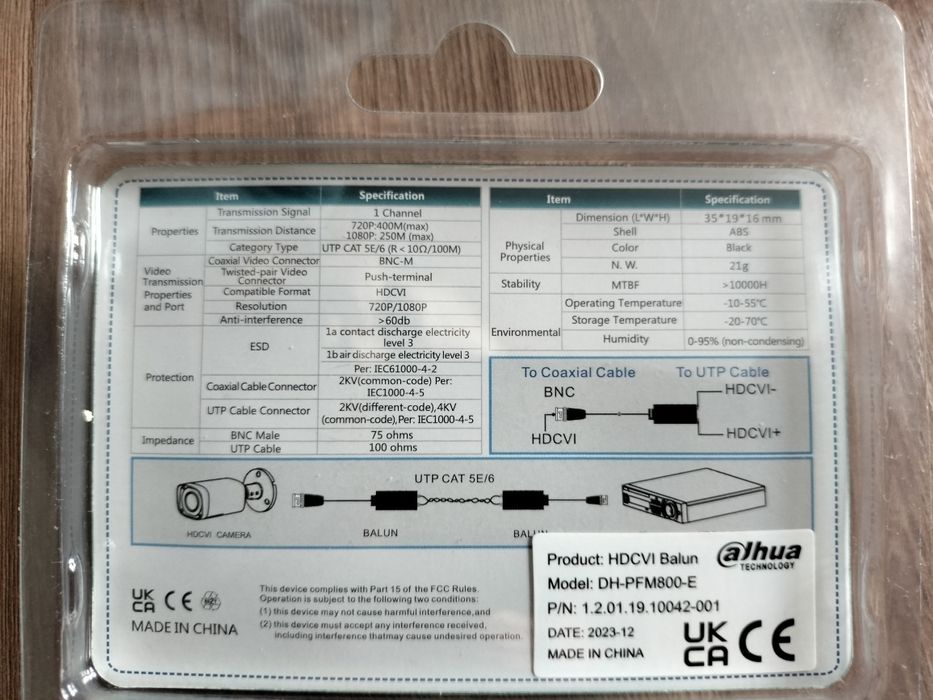 Item Specification
Properties
Transmission Signal 1 Channel
Transmission Distance 720P:400M(max)
1080P: 250M (max)
Category Type UTP CAT 5E/6 (R < 10Ω/100M)
Video Transmission Properties and Port
Coaxial Video Connector BNC-M
Twisted-pair Video Connector Push-terminal
Compatible Format HDCVI
Resolution 720P/1080P
Anti-interference >60db
Protection
ESD
1a contact discharge electricity level 3
1b air discharge electricity level 3
Per: IEC61000-4-2
Coaxial Cable Connector 2KV(common-code) Per: IEC1000-4-5
UTP Cable Connector 2KV(different-code),4KV (common-code),Per: IEC1000-4-5
Impedance
BNC Male 75 ohms
UTP Cable 100 ohms
Item Specification
Physical Properties
Dimension (L*W*H) 35*19*16 mm
Shell ABS
Color Black
N. W. 21g
Stability MTBF >10000H
Environmental
Operating Temperature -10-55℃
Storage Temperature -20-70℃
Humidity 0-95% (non-condensing)
To Coaxial Cable To UTP Cable
BNC HDCVI-
HDCVI HDCVI+
UTP CAT 5E/6
HDCVI CAMERA BALUN BALUN
UK
CA CE
MADE IN CHINA
This device complies with Part 15 of the FCC Rules.
Operation is subject to the following two conditions:
(1) this device may not cause harmful interference,and
(2) this device must accept any interference received,
including interference thatmay cause undesired operation.
Product: HDCVI Balun
alhua
TECHNOLOGY
Model: DH-PFM800-E
P/N: 1.2.01.19.10042-001
DATE: 2023-12
MADE IN CHINA
UK
CA CE